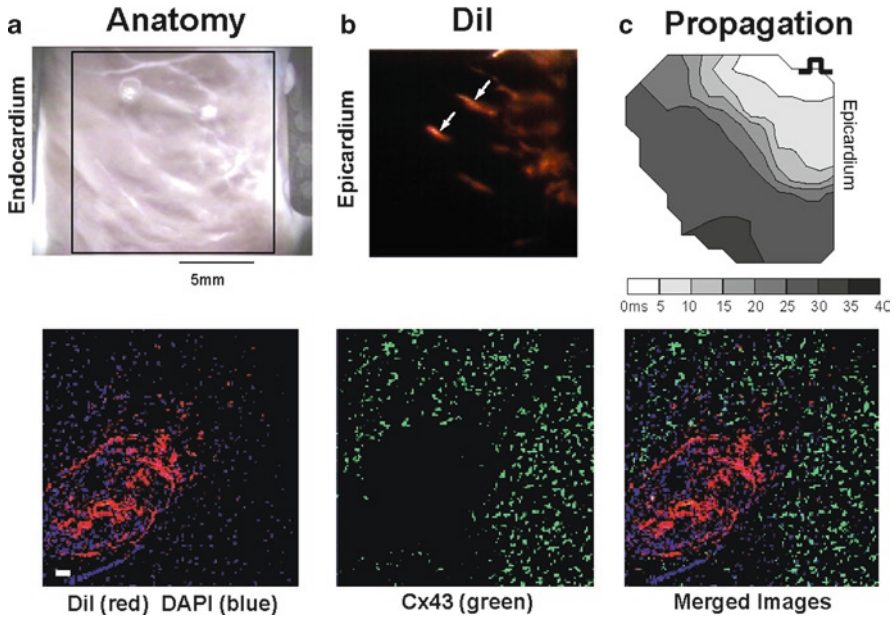 a Anatomy
b DiI
c Propagation
Endocardium
Epicardium
Epicardium
5mm
0ms 5 10 15 20 25 30 35 40
DiI (red) DAPI (blue)
Cx43 (green)
Merged Images